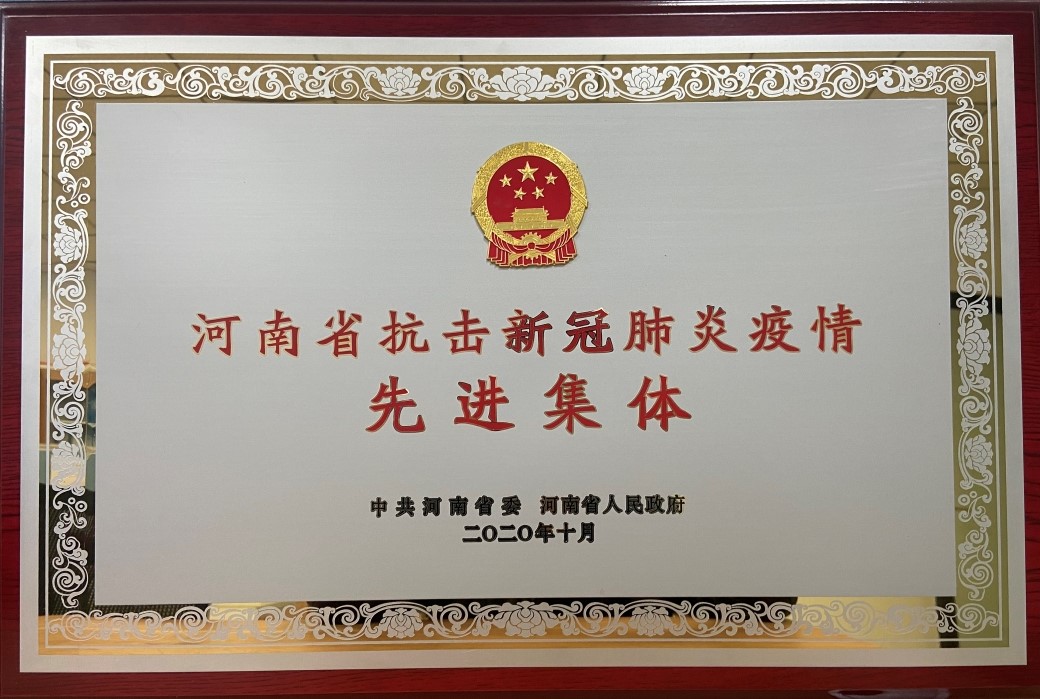 河南省抗击新冠肺炎疫情
先进集体
中共河南省委 河南省人民政府
二〇二〇年十月